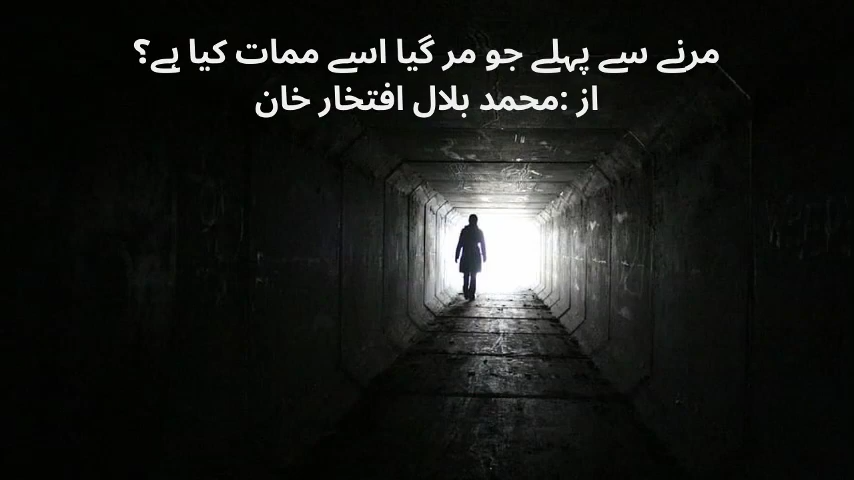 مرنے سے پہلے جو مر گیا اسے ممات کیا ہے؟
از :محمد بلال افتخار خان